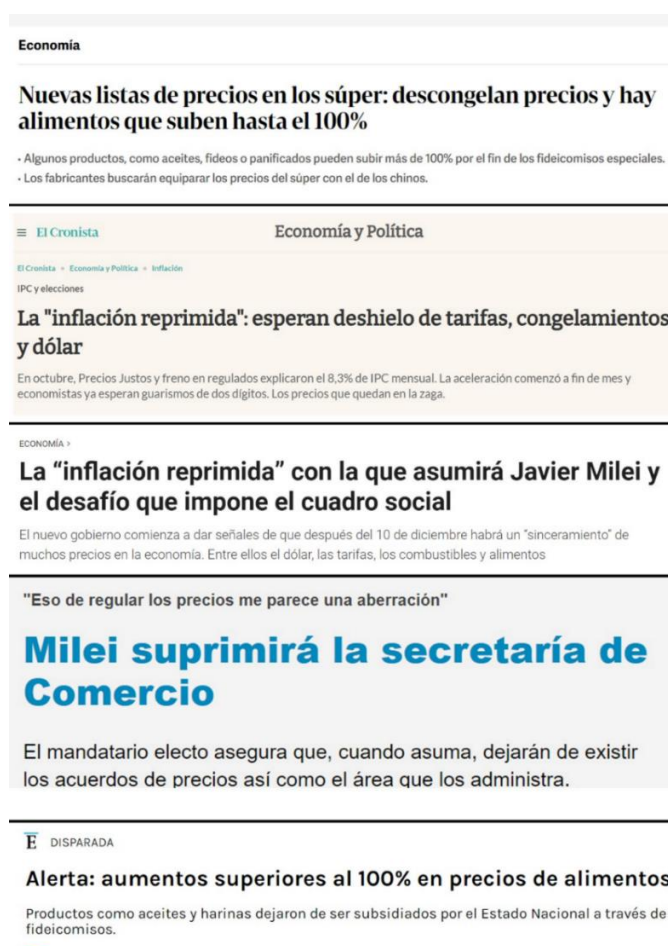 Economía
Nuevas listas de precios en los súper: descongelan precios y hay
alimentos que suben hasta el 100%
· Algunos productos, como aceites, fideos o panificados pueden subir más de 100% por el fin de los fideicomisos especiales.
· Los fabricantes buscarán equiparar los precios del súper con el de los chinos.
≡ El Cronista Economía y Política
El Cronista • Economía y Política • Inflación
IPC y elecciones
La "inflación reprimida": esperan deshielo de tarifas, congelamientos
y dólar
En octubre, Precios Justos y freno en regulados explicaron el 8,3% de IPC mensual. La aceleración comenzó a fin de mes y
economistas ya esperan guarismos de dos dígitos. Los precios que quedan en la zaga.
ECONOMÍA >
La “inflación reprimida” con la que asumirá Javier Milei y
el desafío que impone el cuadro social
El nuevo gobierno comienza a dar señales de que después del 10 de diciembre habrá un “sinceramiento” de
muchos precios en la economía. Entre ellos el dólar, las tarifas, los combustibles y alimentos
"Eso de regular los precios me parece una aberración"
Milei suprimirá la secretaría de
Comercio
El mandatario electo asegura que, cuando asuma, dejarán de existir
los acuerdos de precios así como el área que los administra.
E DISPARADA
Alerta: aumentos superiores al 100% en precios de alimentos
Productos como aceites y harinas dejaron de ser subsidiados por el Estado Nacional a través de
fideicomisos.